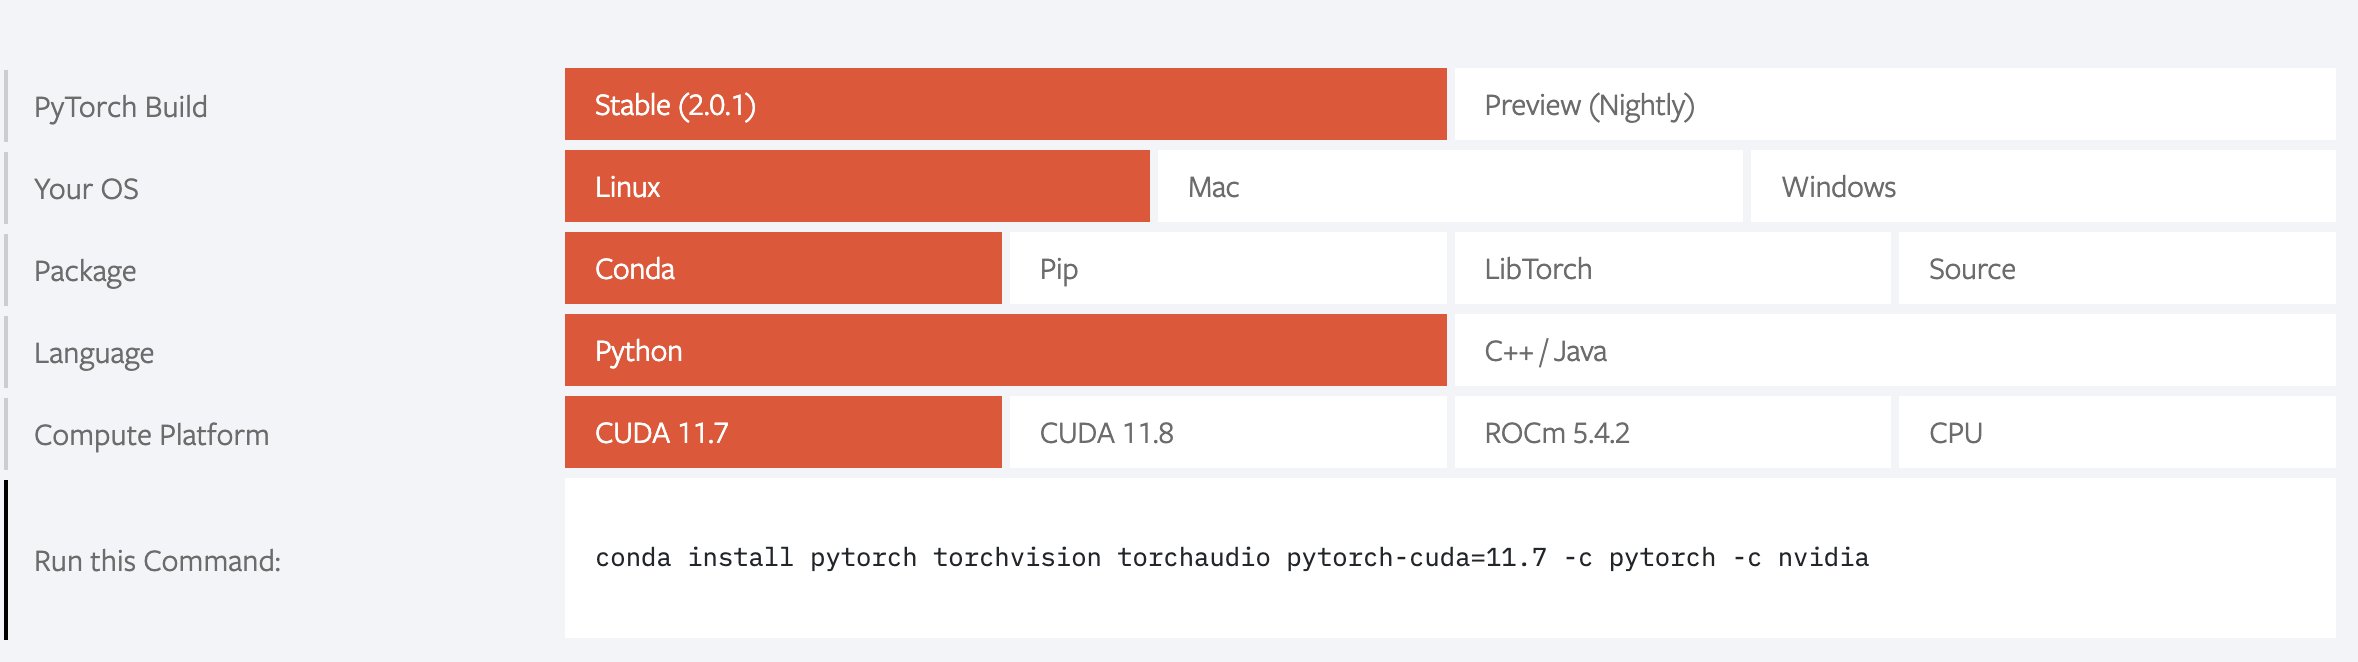 PyTorch Build Stable (2.0.1) Preview (Nightly)
Your OS Linux Mac Windows
Package Conda Pip LibTorch Source
Language Python C++ / Java
Compute Platform CUDA 11.7 CUDA 11.8 ROCm 5.4.2 CPU
Run this Command: conda install pytorch torchvision torchaudio pytorch-cuda=11.7 -c pytorch -c nvidia